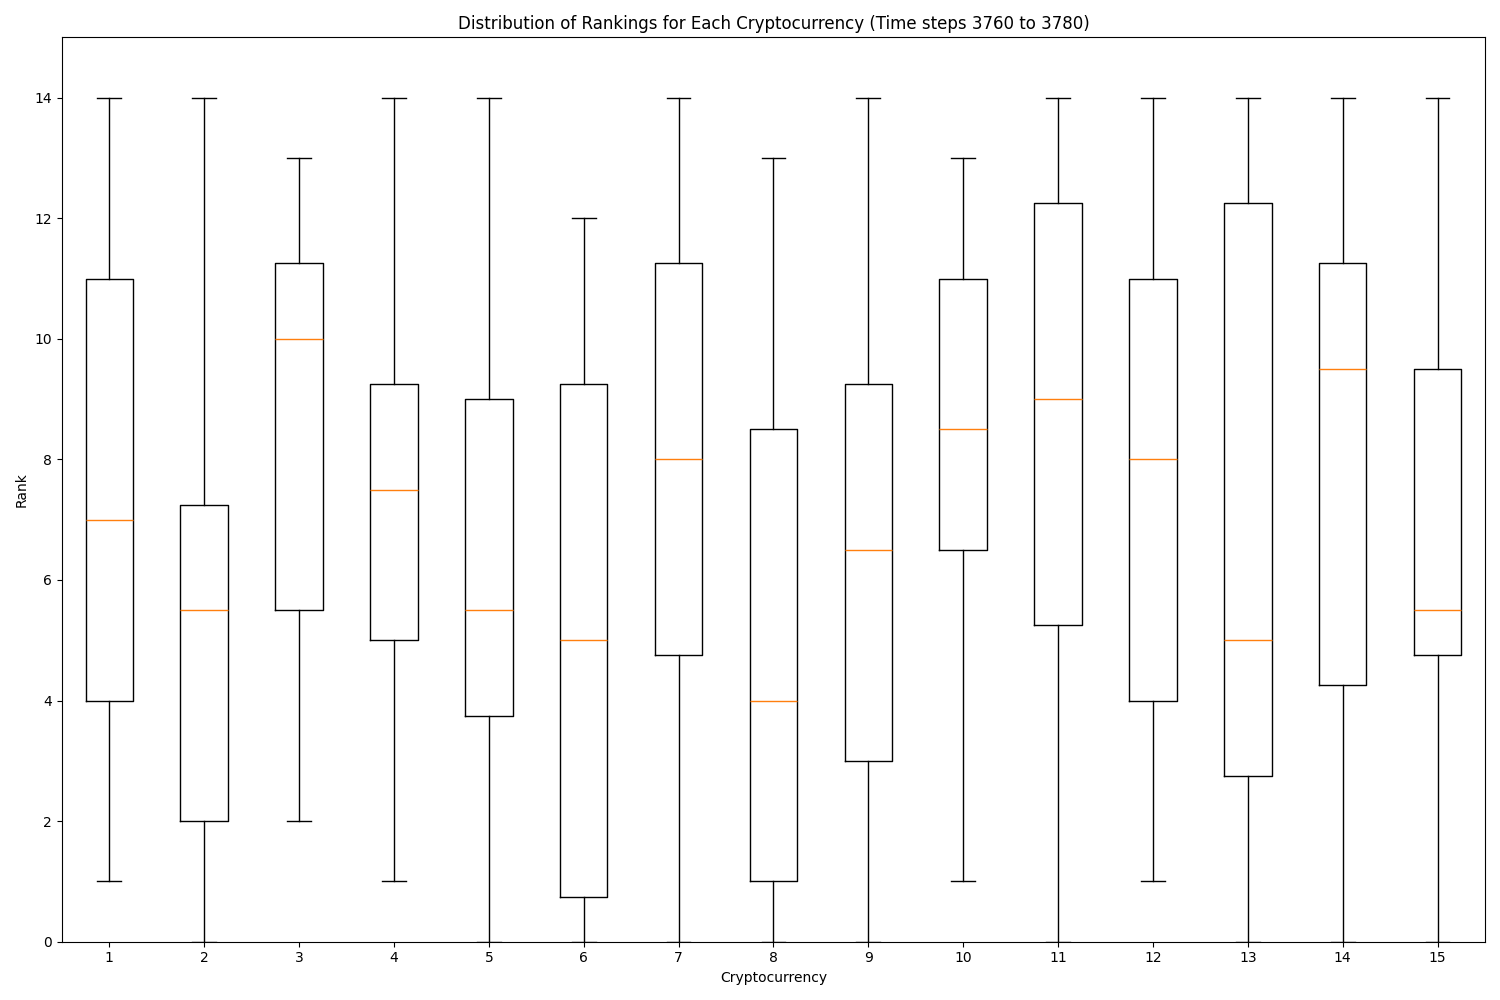 Distribution of Rankings for Each Cryptocurrency (Time steps 3760 to 3780)
Rank
14
12
10
8
6
4
2
0
1 2 3 4 5 6 7 8 9 10 11 12 13 14 15
Cryptocurrency